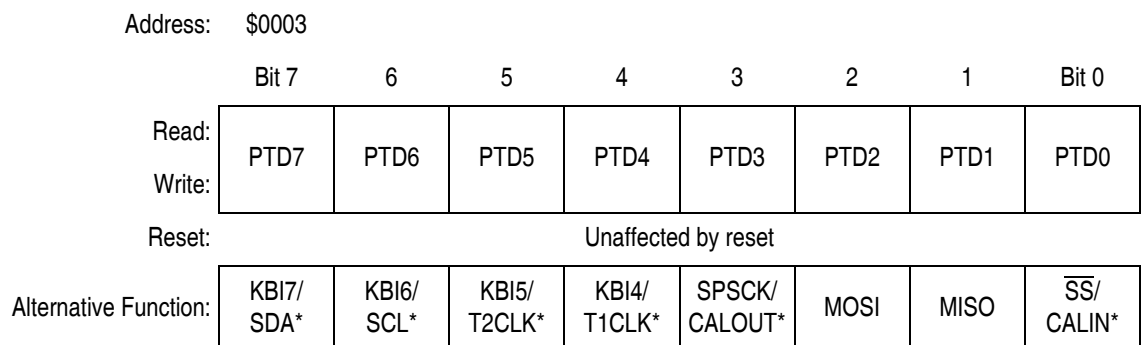 Address: $0003
Bit 7 6 5 4 3 2 1 Bit 0
Read:
PTD7 PTD6 PTD5 PTD4 PTD3 PTD2 PTD1 PTD0
Write:
Reset: Unaffected by reset
Alternative Function: KBI7/ SDA* KBI6/ SCL* KBI5/ T2CLK* KBI4/ T1CLK* SPSCK/ CALOUT* MOSI MISO S̅S̅/ CALIN*